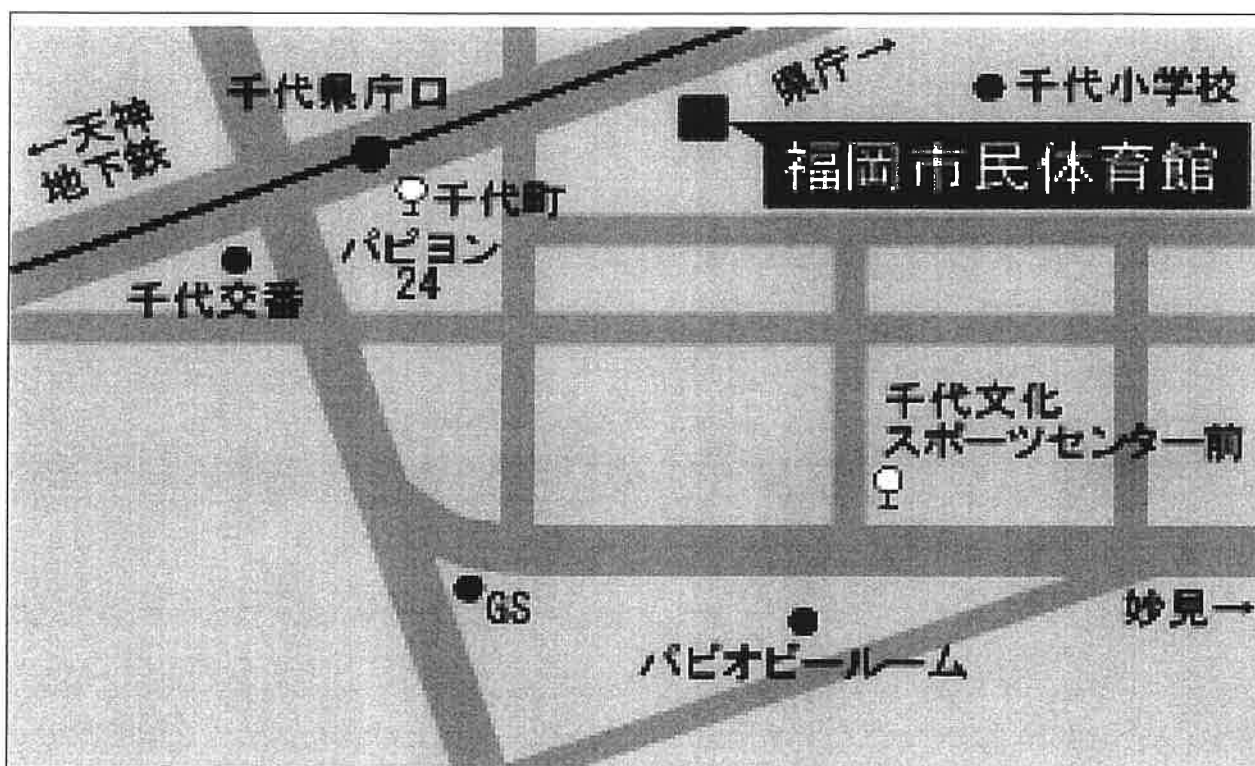 県庁→
千代県庁口
●千代小学校
←天神
地下鉄
福岡市民体育館
千代町
パピヨン
24
千代交番
千代文化
スポーツセンター前
GS
妙見→
パピオビールーム